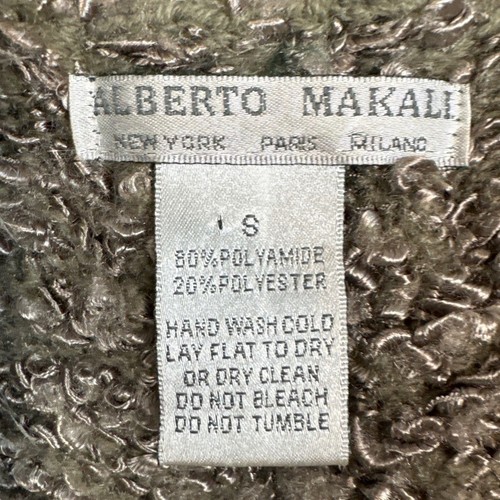 ALBERTO MAKALI
NEW YORK PARIS MILANO
S
80% POLYAMIDE
20% POLYESTER
HAND WASH COLD
LAY FLAT TO DRY
OR DRY CLEAN
DO NOT BLEACH
DO NOT TUMBLE